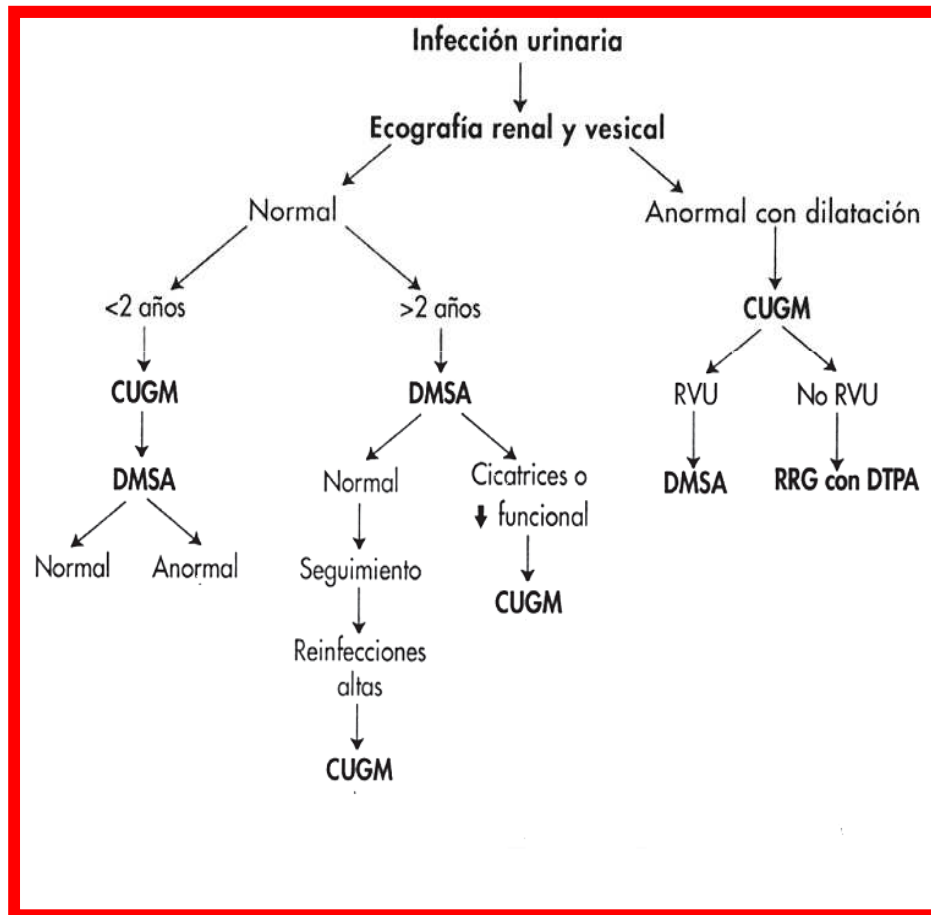 Infección urinaria
Ecografía renal y vesical
Normal
Anormal con dilatación
<2 años
>2 años
CUGM
CUGM
DMSA
RVU
No RVU
DMSA
Normal
Cicatrices o
funcional
DMSA
RRG con DTPA
Normal
Anormal
Seguimiento
CUGM
Reinfecciones
altas
CUGM